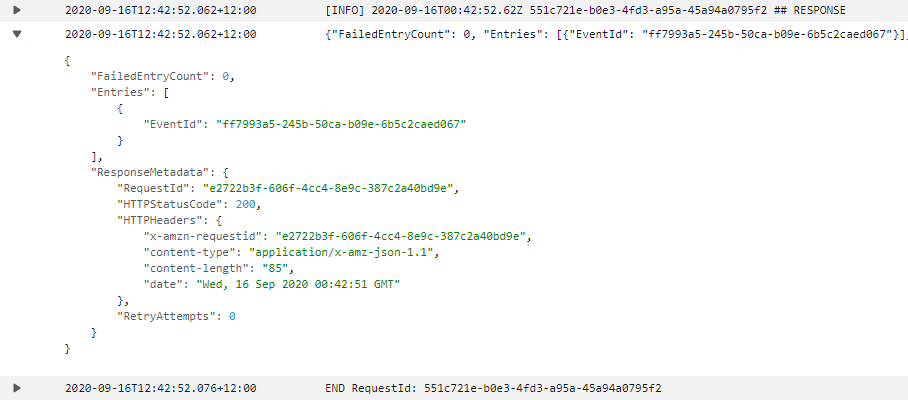 2020-09-16T12:42:52.062+12:00 [INFO] 2020-09-16T00:42:52.62Z 551c721e-b0e3-4fd3-a95a-45a94a0795f2 ## RESPONSE
2020-09-16T12:42:52.062+12:00 {"FailedEntryCount": 0, "Entries": [{"EventId": "ff7993a5-245b-50ca-b09e-6b5c2caed067"}],
{
"FailedEntryCount": 0,
"Entries": [
{
"EventId": "ff7993a5-245b-50ca-b09e-6b5c2caed067"
}
],
"ResponseMetadata": {
"RequestId": "e2722b3f-606f-4cc4-8e9c-387c2a40bd9e",
"HTTPStatusCode": 200,
"HTTPHeaders": {
"x-amzn-requestid": "e2722b3f-606f-4cc4-8e9c-387c2a40bd9e",
"content-type": "application/x-amz-json-1.1",
"content-length": "85",
"date": "Wed, 16 Sep 2020 00:42:51 GMT"
},
"RetryAttempts": 0
}
}
2020-09-16T12:42:52.076+12:00 END RequestId: 551c721e-b0e3-4fd3-a95a-45a94a0795f2